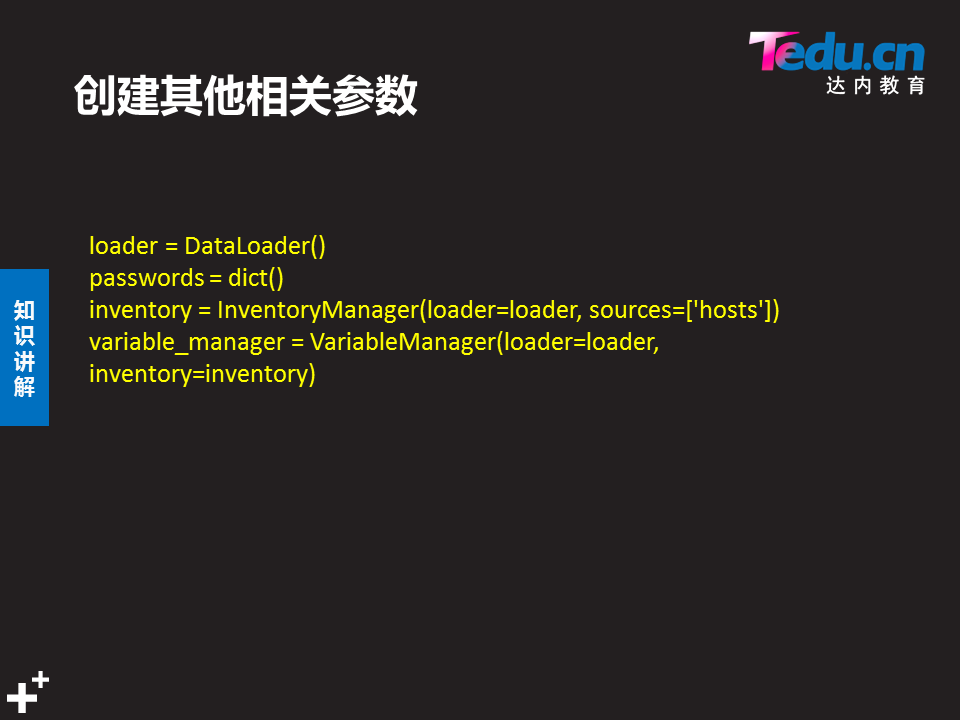 Tedu.cn
达内教育
创建其他相关参数
loader = DataLoader()
passwords = dict()
inventory = InventoryManager(loader=loader, sources=['hosts'])
variable_manager = VariableManager(loader=loader,
inventory=inventory)
知
识
讲
解